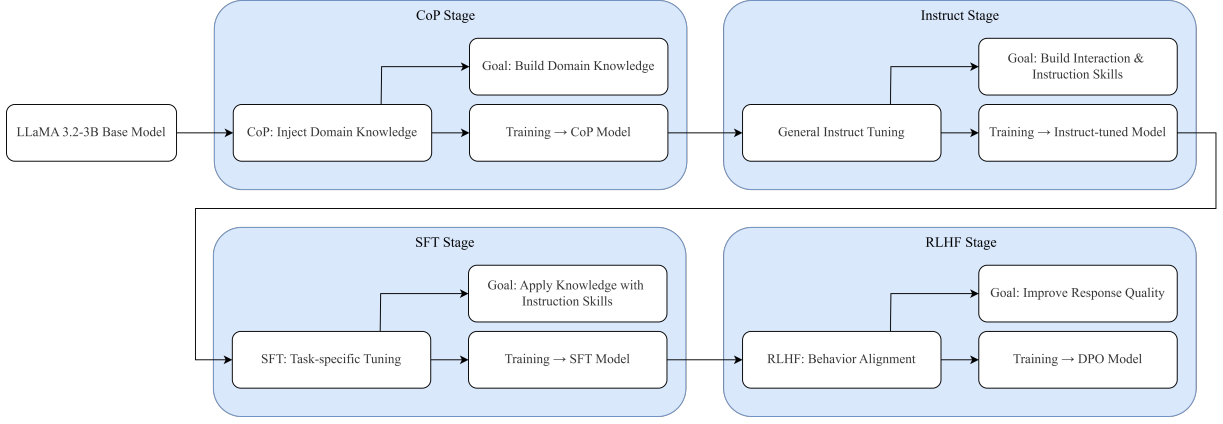 CoP Stage
Goal: Build Domain Knowledge
LLaMA 3.2-3B Base Model
CoP: Inject Domain Knowledge
Training → CoP Model
Instruct Stage
Goal: Build Interaction &
Instruction Skills
General Instruct Tuning
Training → Instruct-tuned Model
SFT Stage
Goal: Apply Knowledge with
Instruction Skills
SFT: Task-specific Tuning
Training → SFT Model
RLHF Stage
Goal: Improve Response Quality
RLHF: Behavior Alignment
Training → DPO Model